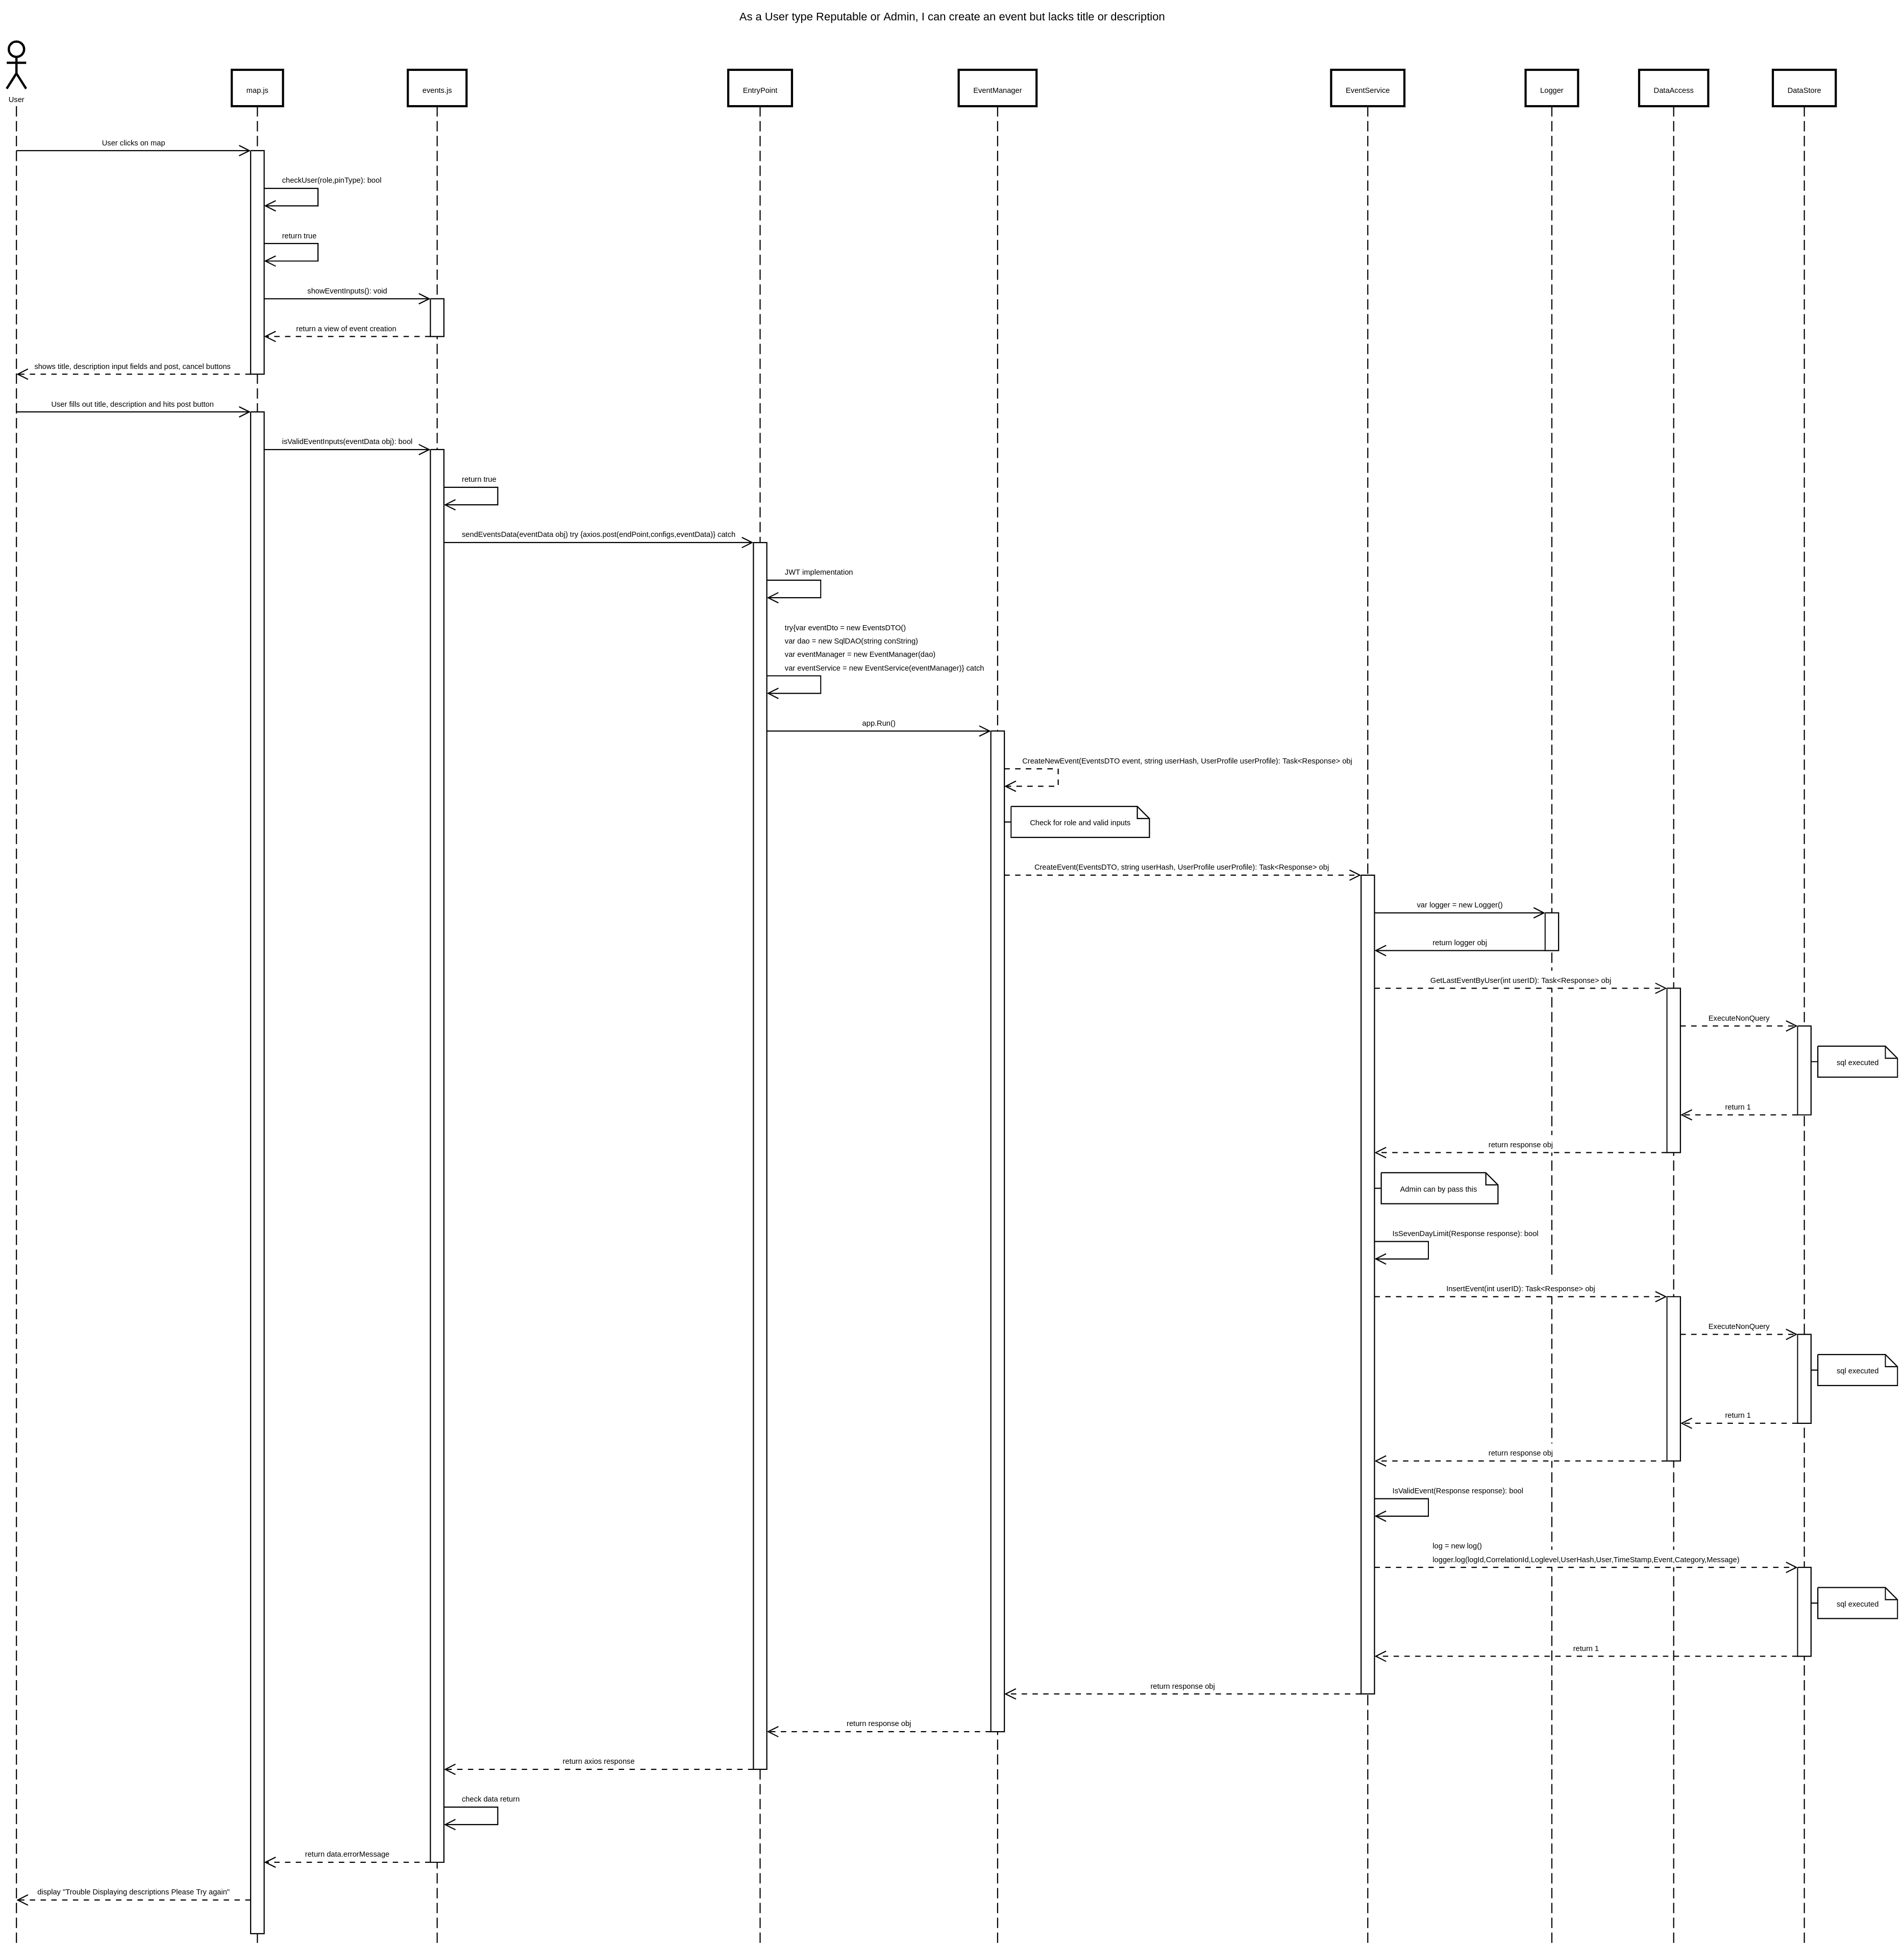 As a User type Reputable or Admin, I can create an event but lacks title or description
User
map.js
events.js
EntryPoint
EventManager
EventService
Logger
DataAccess
DataStore
User clicks on map
checkUser(role,pinType): bool
return true
showEventInputs(): void
return a view of event creation
shows title, description input fields and post, cancel buttons
User fills out title, description and hits post button
isValidEventInputs(eventData obj): bool
return true
sendEventsData(eventData obj) try {axios.post(endPoint,configs,eventData)} catch
JWT implementation
try{var eventDto = new EventsDTO()
var dao = new SqlDAO(string conString)
var eventManager = new EventManager(dao)
var eventService = new EventService(eventManager)} catch
app.Run()
CreateNewEvent(EventsDTO event, string userHash, UserProfile userPrifle): Task<Response> obj
Check for role and valid inputs
CreateEvent(EventsDTO, string userHash, UserProfile userProfile): Task<Response> obj
var logger = new Logger()
return logger obj
GetLastEventByUser(int userID): Task<Response> obj
ExecuteNonQuery
sql executed
return 1
return response obj
Admin can by pass this
IsSevenDayLimit(Response response): bool
InsertEvent(int userID): Task<Response> obj
ExecuteNonQuery
sql executed
return 1
return response obj
IsValidEvent(Response response): bool
log = new log()
logger.log(logId,CorrelationId,Loglevel,UserHash,User,TimeStamp,Event,Category,Message)
sql executed
return 1
return response obj
return response obj
return axios response
check data return
return data.errorMessage
display "Trouble Displaying descriptions Please Try again"